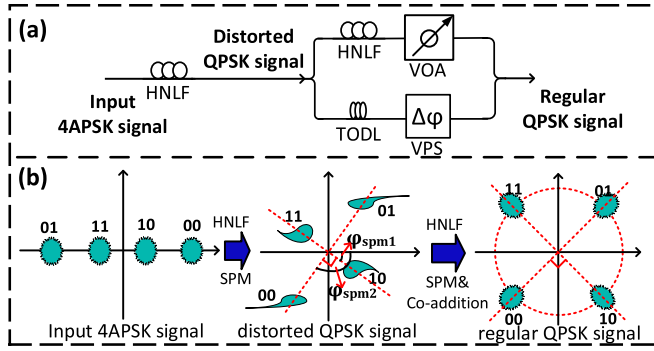 (a)
Distorted
QPSK signal
HNLF
VOA
HNLF
Input
4APSK signal
TODL
Δφ
VPS
Regular
QPSK signal
(b)
01 11 10 00
HNLF
SPM
Input 4APSK signal
11
01
φspm1
00
φspm2
10
distorted QPSK signal
HNLF
SPM&
Co-addition
11
01
00
10
regular QPSK signal